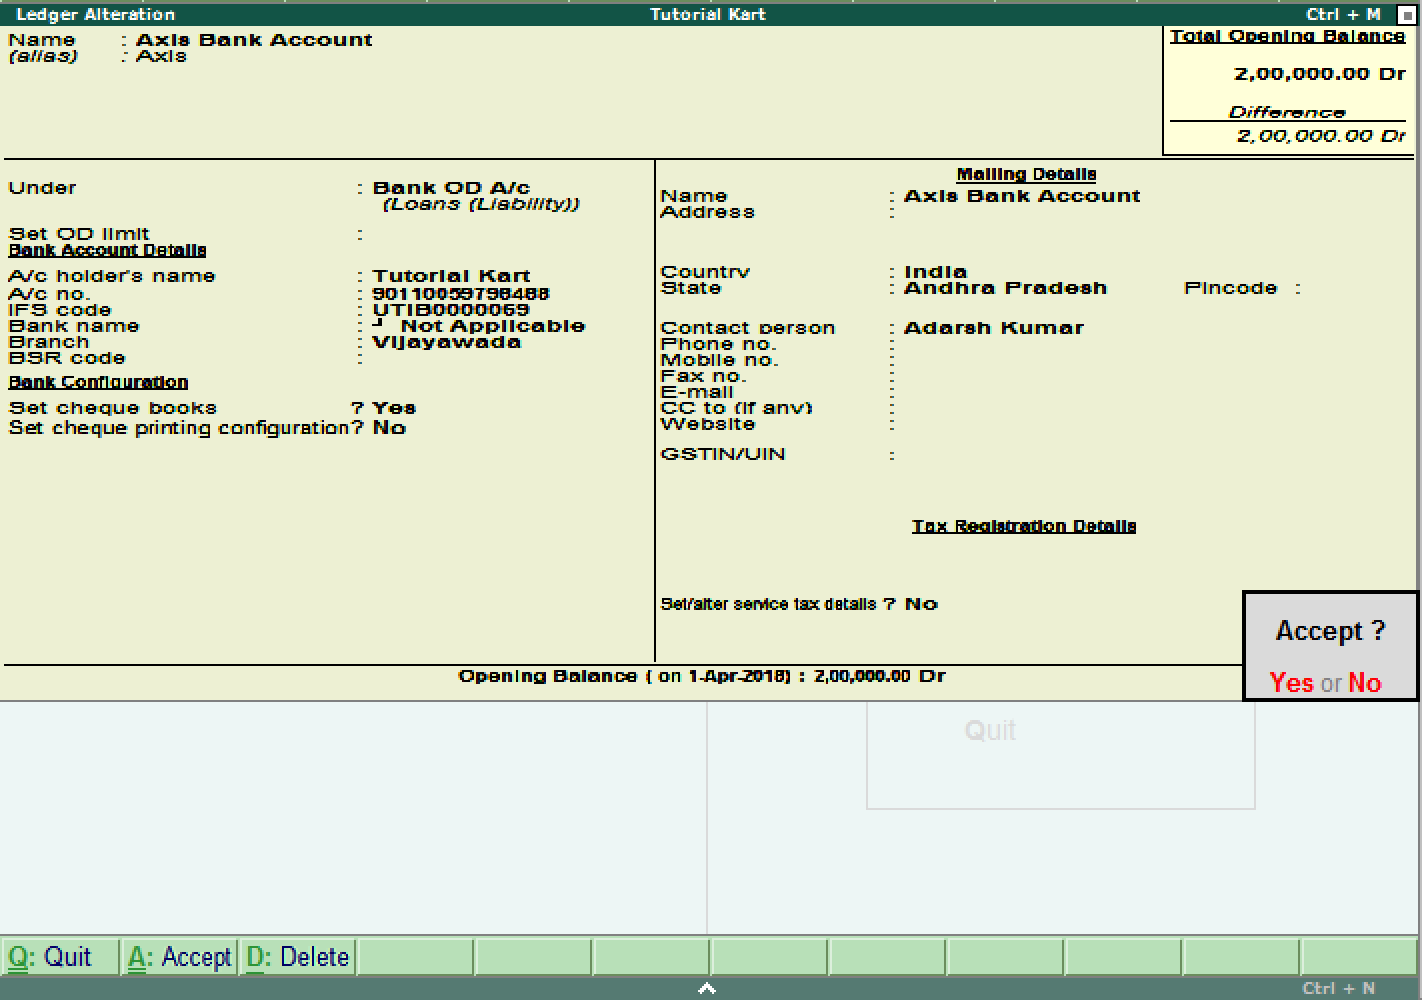 Ledger Alteration Tutorial Kart Ctrl + M
Name : Axis Bank Account
(alias) : Axis
Total Opening Balance
2,00,000.00 Dr
Difference
2,00,000.00 Dr
Under : Bank OD A/c
(Loans (Liability))
Set OD limit :
Bank Account Details
A/c holder's name : Tutorial Kart
A/c no. : 90110059798488
IFS code : UTIB0000069
Bank name : ┘ Not Applicable
Branch : Vijayawada
BSR code :
Bank Configuration
Set cheque books ? Yes
Set cheque printing configuration? No
Mailing Details
Name : Axis Bank Account
Address :
Country : India
State : Andhra Pradesh Pincode :
Contact person : Adarsh Kumar
Phone no. :
Mobile no. :
Fax no. :
E-mail :
CC to (if any) :
Website :
GSTIN/UIN :
Tax Registration Details
Set/alter service tax details ? No
Accept ?
Yes or No
Opening Balance ( on 1-Apr-2018) : 2,00,000.00 Dr
Quit
Q: Quit A: Accept D: Delete
Ctrl + N